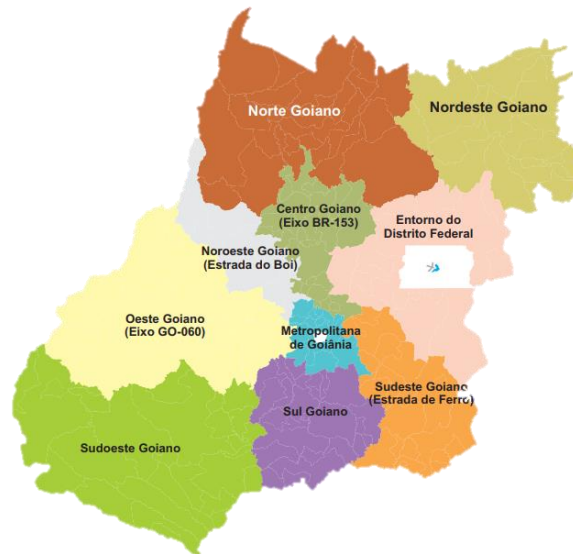 Norte Goiano
Nordeste Goiano
Centro Goiano
(Eixo BR-153)
Entorno do
Distrito Federal
Noroeste Goiano
(Estrada do Boi)
Oeste Goiano
(Eixo GO-060)
Metropolitana
de Goiânia
Sudeste Goiano
(Estrada de Ferro)
Sul Goiano
Sudoeste Goiano